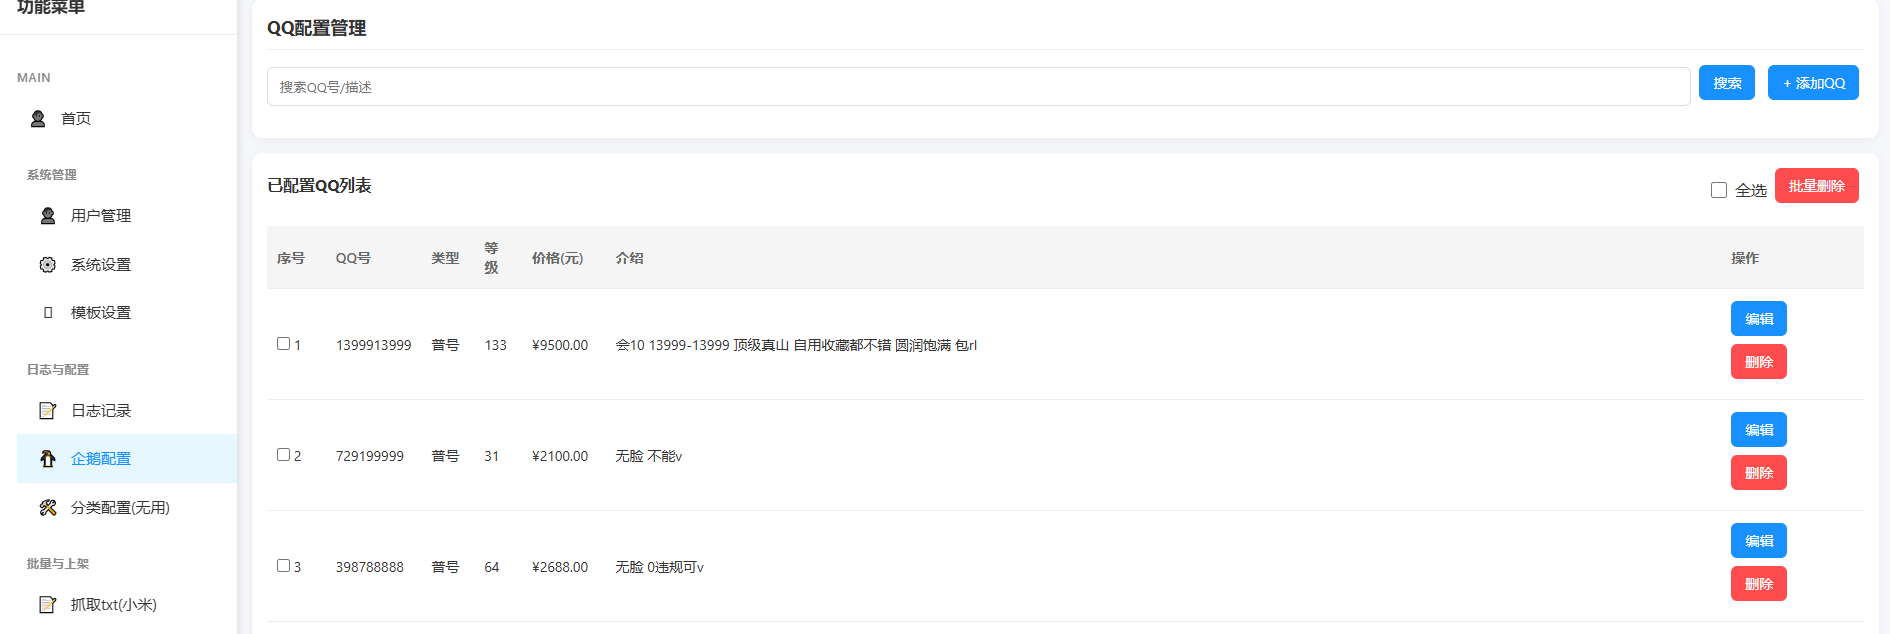 功能菜单
MAIN
首页
系统管理
用户管理
系统设置
模板设置
日志与配置
日志记录
企鹅配置
分类配置(无用)
批量与上架
抓取txt(小米)
QQ配置管理
搜索QQ号/描述
搜索
+ 添加QQ
已配置QQ列表
全选
批量删除
序号 QQ号 类型 等级 价格(元) 介绍 操作
1 1399913999 普号 133 ¥9500.00 会10 13999-13999 顶级真山 自用收藏都不错 圆润饱满 包rl
编辑
删除
2 729199999 普号 31 ¥2100.00 无脸 不能v
编辑
删除
3 398788888 普号 64 ¥2688.00 无脸 0违规可v
编辑
删除